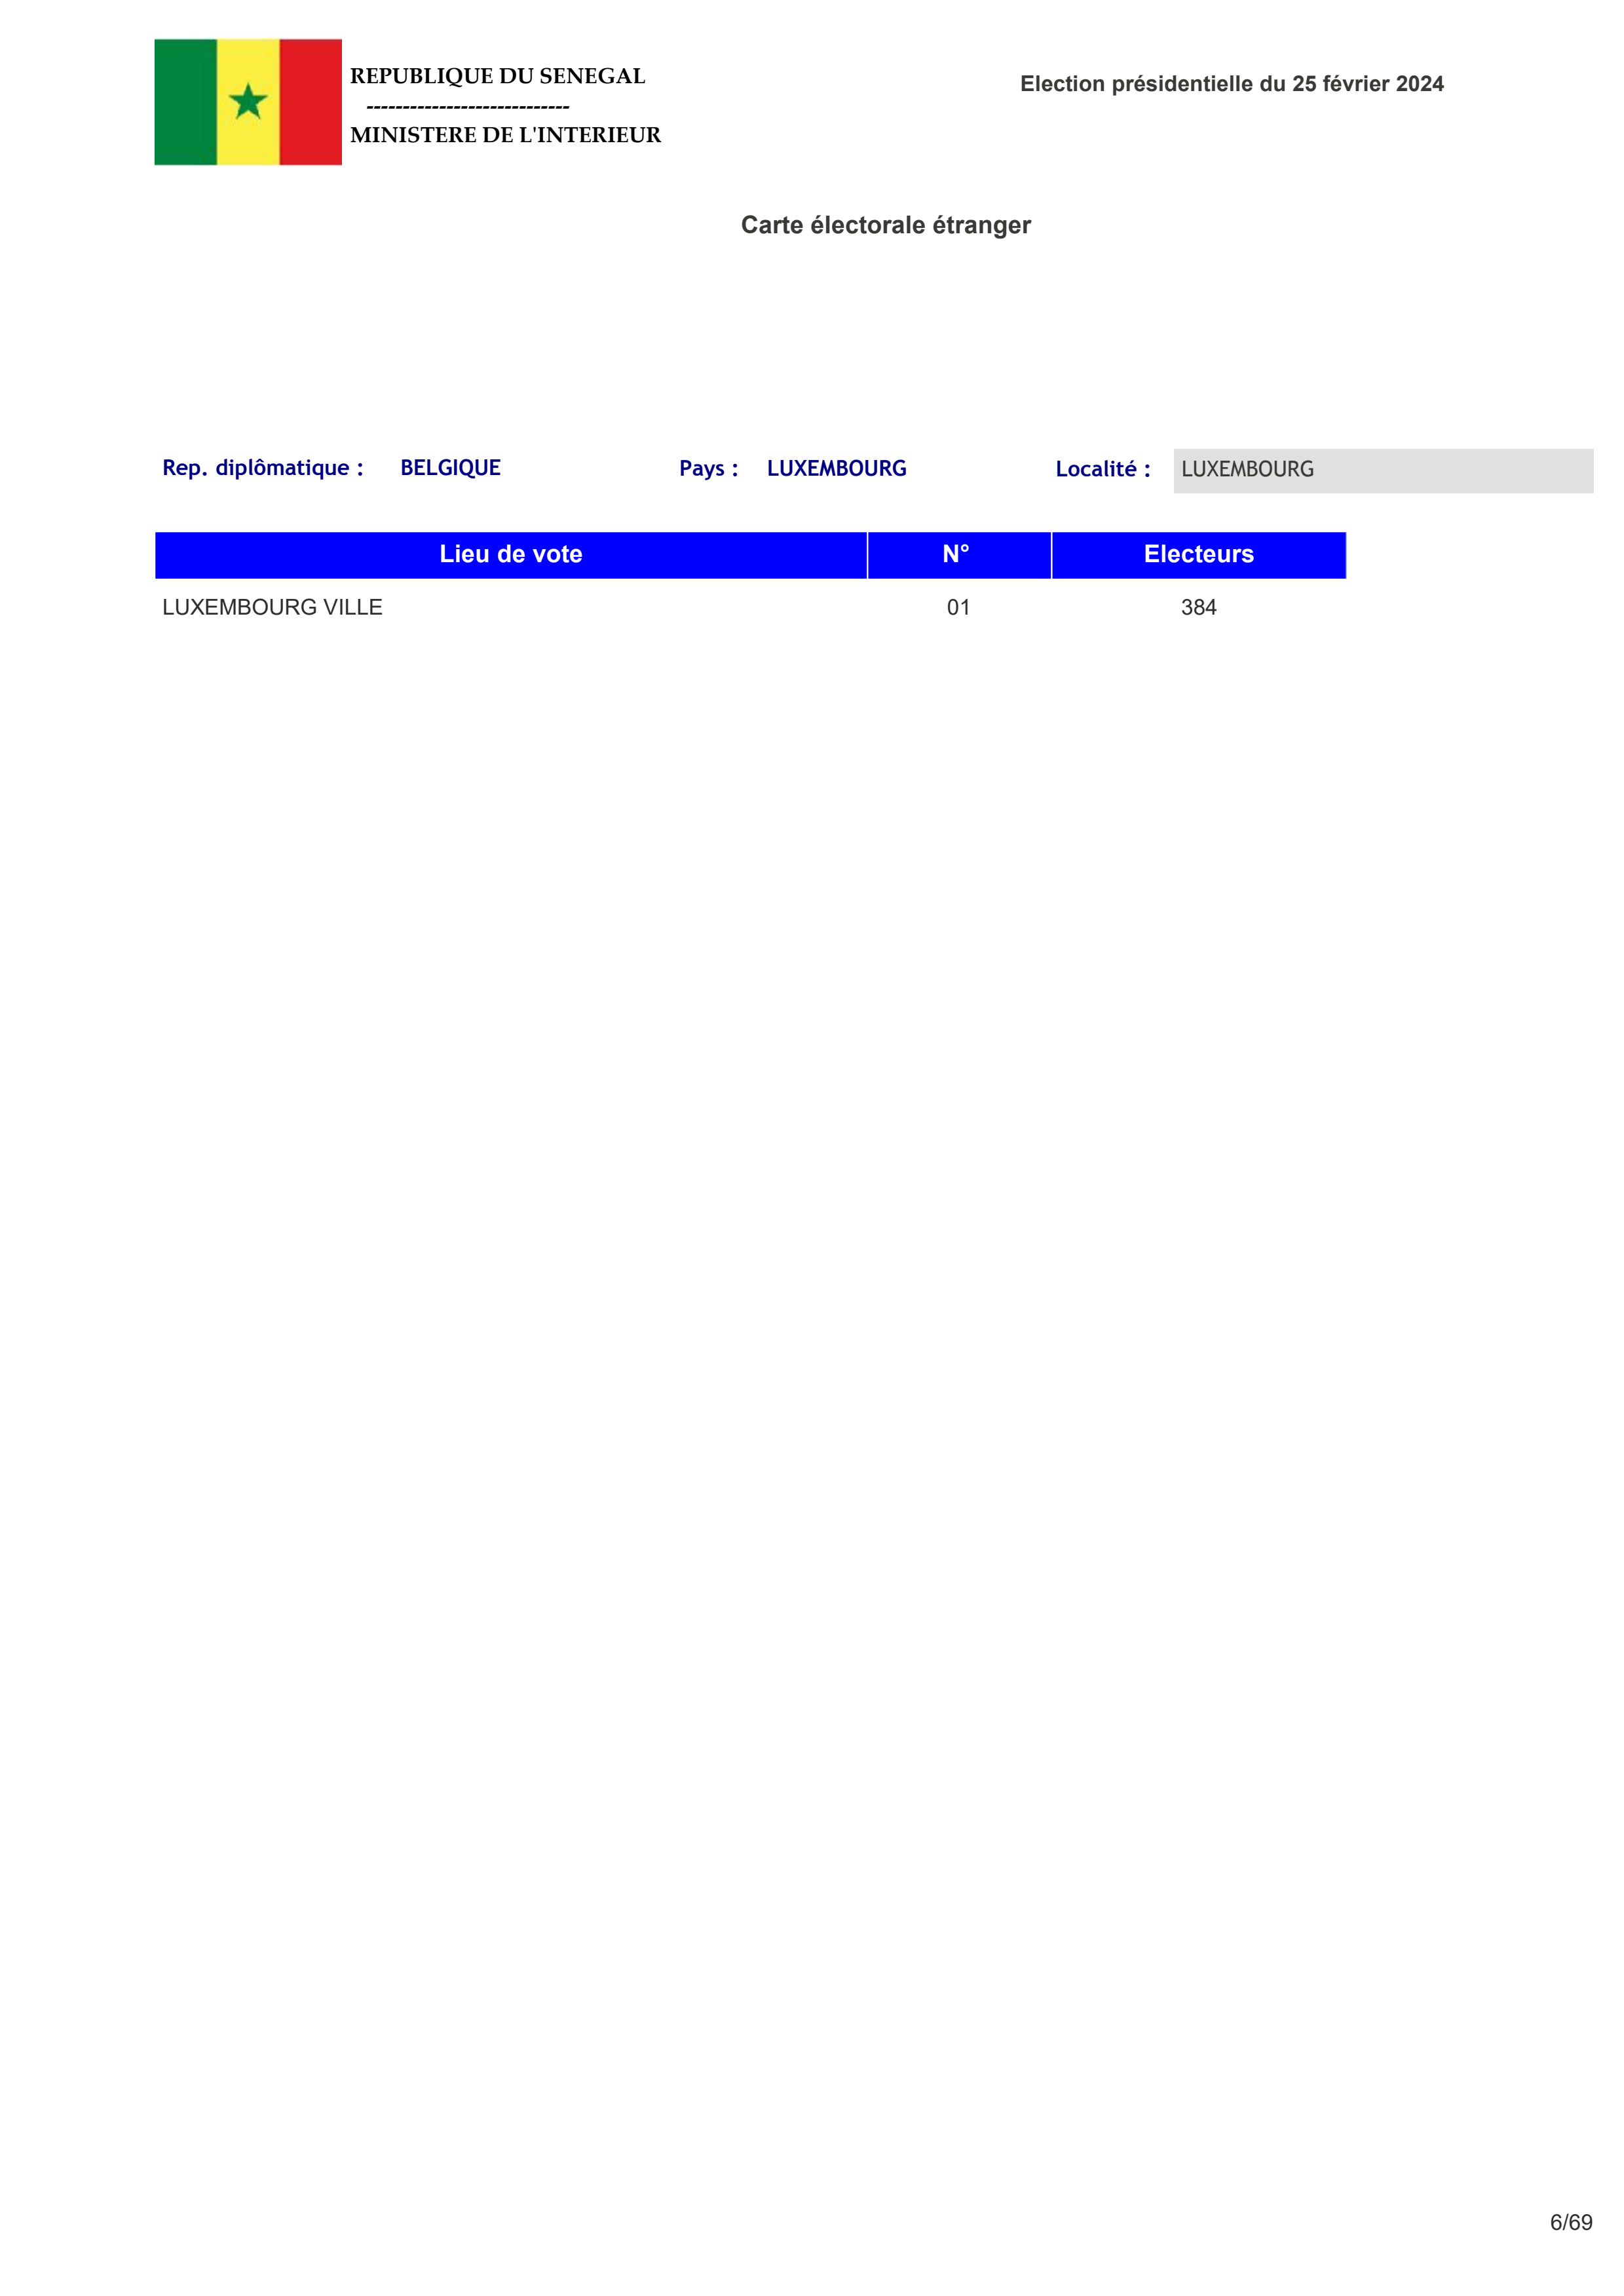 REPUBLIQUE DU SENEGAL
----------------------------
MINISTERE DE L'INTERIEUR
Election présidentielle du 25 février 2024
Carte électorale étranger
Rep. diplômatique : BELGIQUE Pays : LUXEMBOURG Localité : LUXEMBOURG
Lieu de vote N° Electeurs
LUXEMBOURG VILLE 01 384
6/69